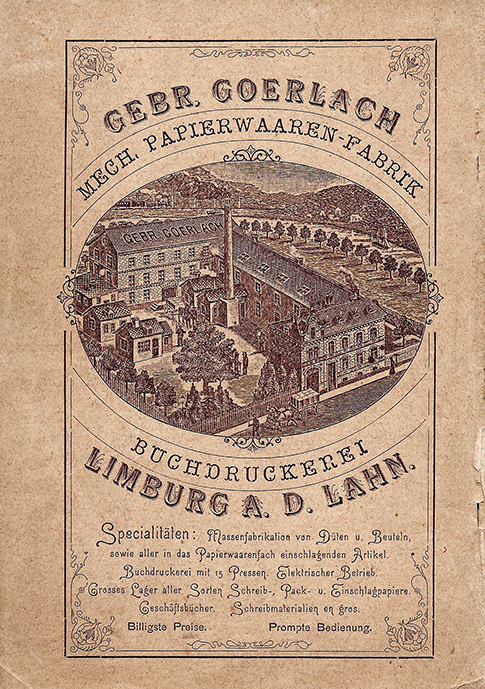 GEBR. GOERLACH
MECH. PAPIERWAAREN-FABRIK
GEBR. GOERLACH
BUCHDRUCKEREI
LIMBURG A. D. LAHN.
Specialitäten: Massenfabrikation von Düten u. Beuteln,
sowie aller in das Papierwaarenfach einschlagenden Artikel.
Buchdruckerei mit 15 Pressen. Elektrischer Betrieb.
Grosses Lager aller Sorten Schreib-, Pack- u. Einschlagpapiere.
Geschäftsbücher. Schreibmaterialien en gros.
Billigste Preise. Prompte Bedienung.